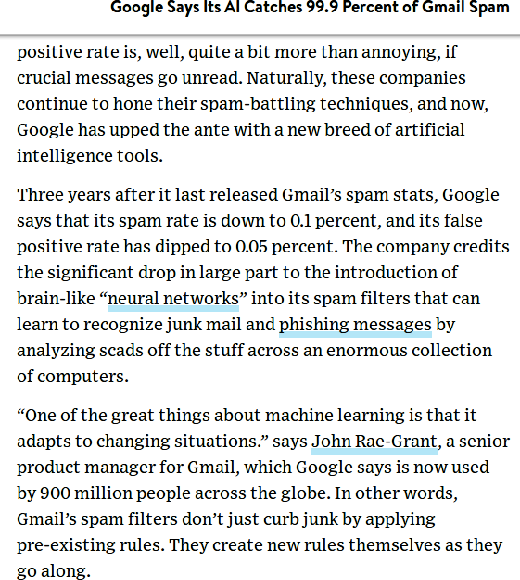 Google Says Its AI Catches 99.9 Percent of Gmail Spam
positive rate is, well, quite a bit more than annoying, if
crucial messages go unread. Naturally, these companies
continue to hone their spam-battling techniques, and now,
Google has upped the ante with a new breed of artificial
intelligence tools.
Three years after it last released Gmail’s spam stats, Google
says that its spam rate is down to 0.1 percent, and its false
positive rate has dipped to 0.05 percent. The company credits
the significant drop in large part to the introduction of
brain-like “neural networks” into its spam filters that can
learn to recognize junk mail and phishing messages by
analyzing scads off the stuff across an enormous collection
of computers.
“One of the great things about machine learning is that it
adapts to changing situations.” says John Rae-Grant, a senior
product manager for Gmail, which Google says is now used
by 900 million people across the globe. In other words,
Gmail’s spam filters don’t just curb junk by applying
pre-existing rules. They create new rules themselves as they
go along.